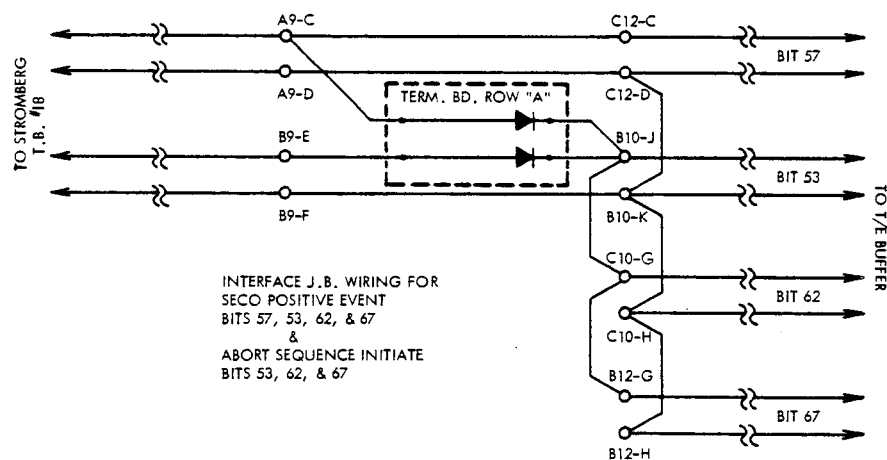 A9-C
C12-C
BIT 57
A9-D
C12-D
TERM. BD. ROW "A"
TO STROMBERG
T.B. #18
B9-E
B10-J
BIT 53
B9-F
B10-K
TO T/E BUFFER
C10-G
BIT 62
C10-H
INTERFACE J.B. WIRING FOR
SECO POSITIVE EVENT
BITS 57, 53, 62, & 67
&
ABORT SEQUENCE INITIATE
BITS 53, 62, & 67
B12-G
BIT 67
B12-H